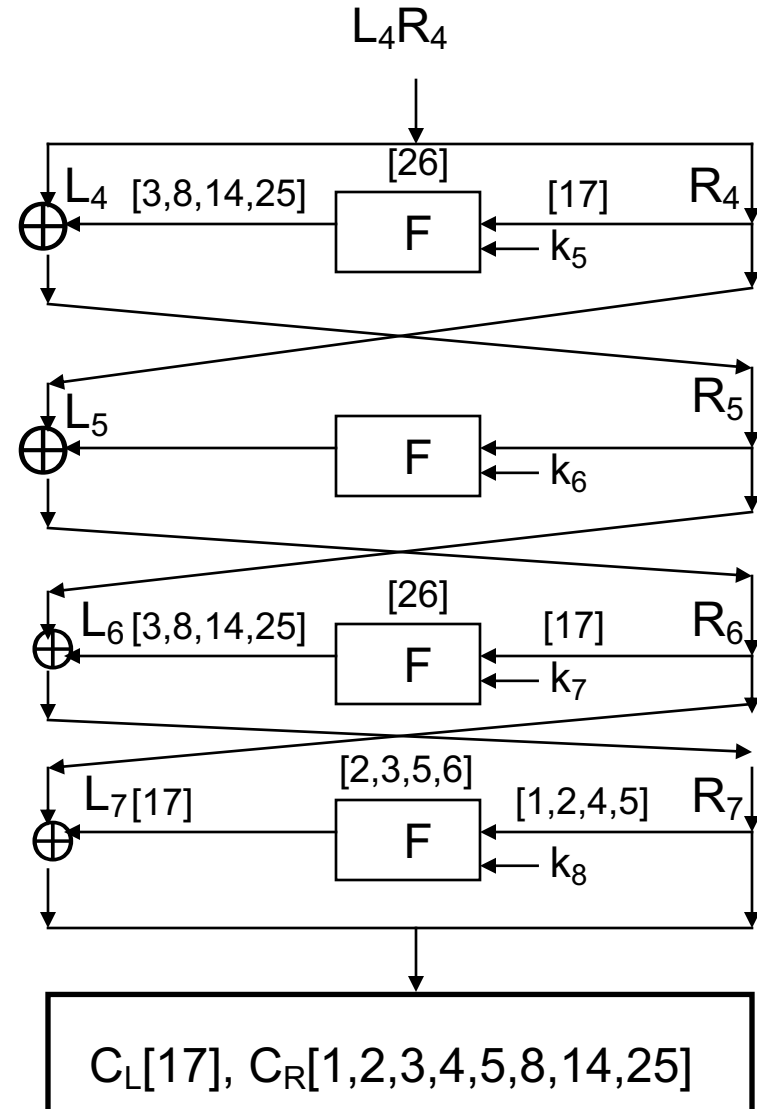 L₄R₄
[26]
L₄ [3,8,14,25] F [17] R₄
k₅
L₅ F R₅
k₆
[26]
L₆ [3,8,14,25] F [17] R₆
k₇
[2,3,5,6]
L₇ [17] F [1,2,4,5] R₇
k₈
C_L[17], C_R[1,2,3,4,5,8,14,25]